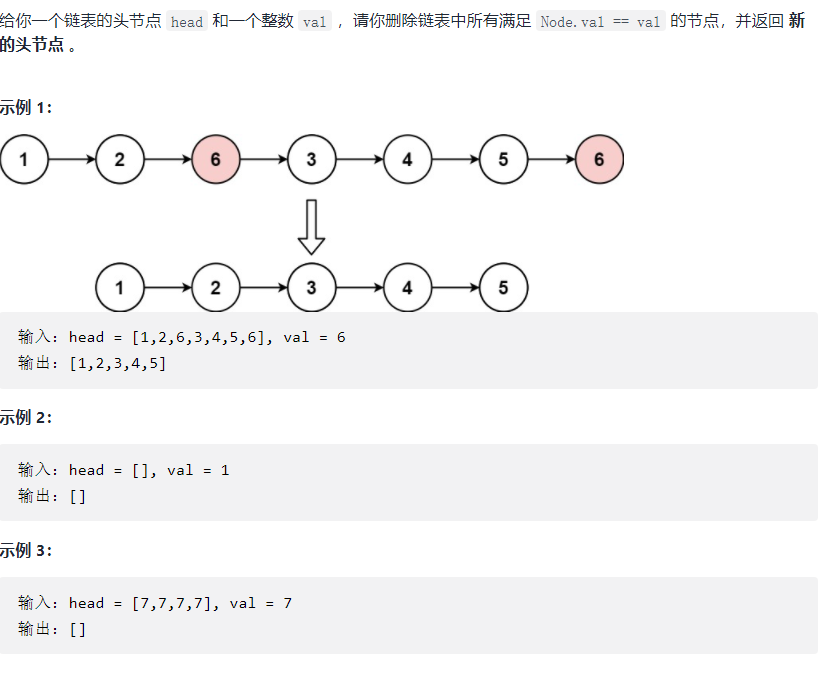 给你一个链表的头节点 head 和一个整数 val ，请你删除链表中所有满足 Node.val == val 的节点，并返回 新
的头节点 。
示例 1：
1 2 6 3 4 5 6
1 2 3 4 5
输入：head = [1,2,6,3,4,5,6], val = 6
输出：[1,2,3,4,5]
示例 2：
输入：head = [], val = 1
输出：[]
示例 3：
输入：head = [7,7,7,7], val = 7
输出：[]